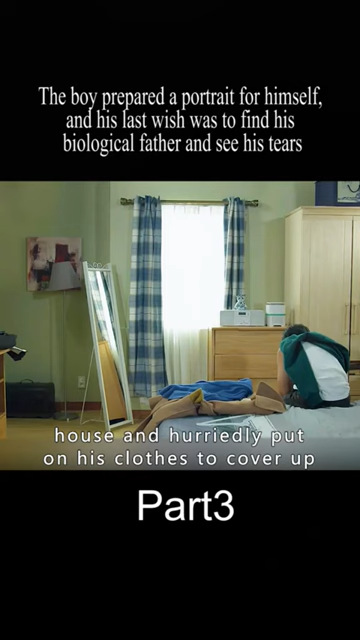 The boy prepared a portrait for himself,
and his last wish was to find his
biological father and see his tears
house and hurriedly put
on his clothes to cover up
Part3